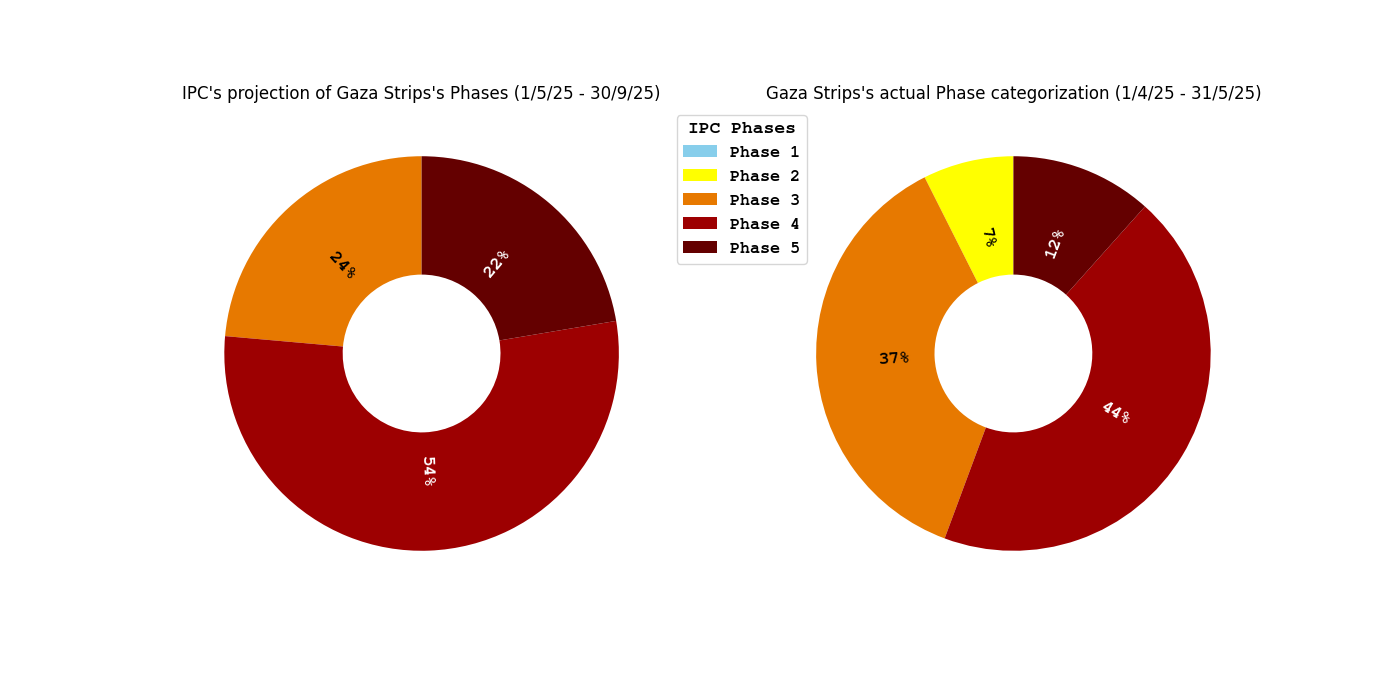 IPC's projection of Gaza Strips's Phases (1/5/25 - 30/9/25)
24%
22%
54%
IPC Phases
Phase 1
Phase 2
Phase 3
Phase 4
Phase 5
Gaza Strips's actual Phase categorization (1/4/25 - 31/5/25)
7%
12%
37%
44%